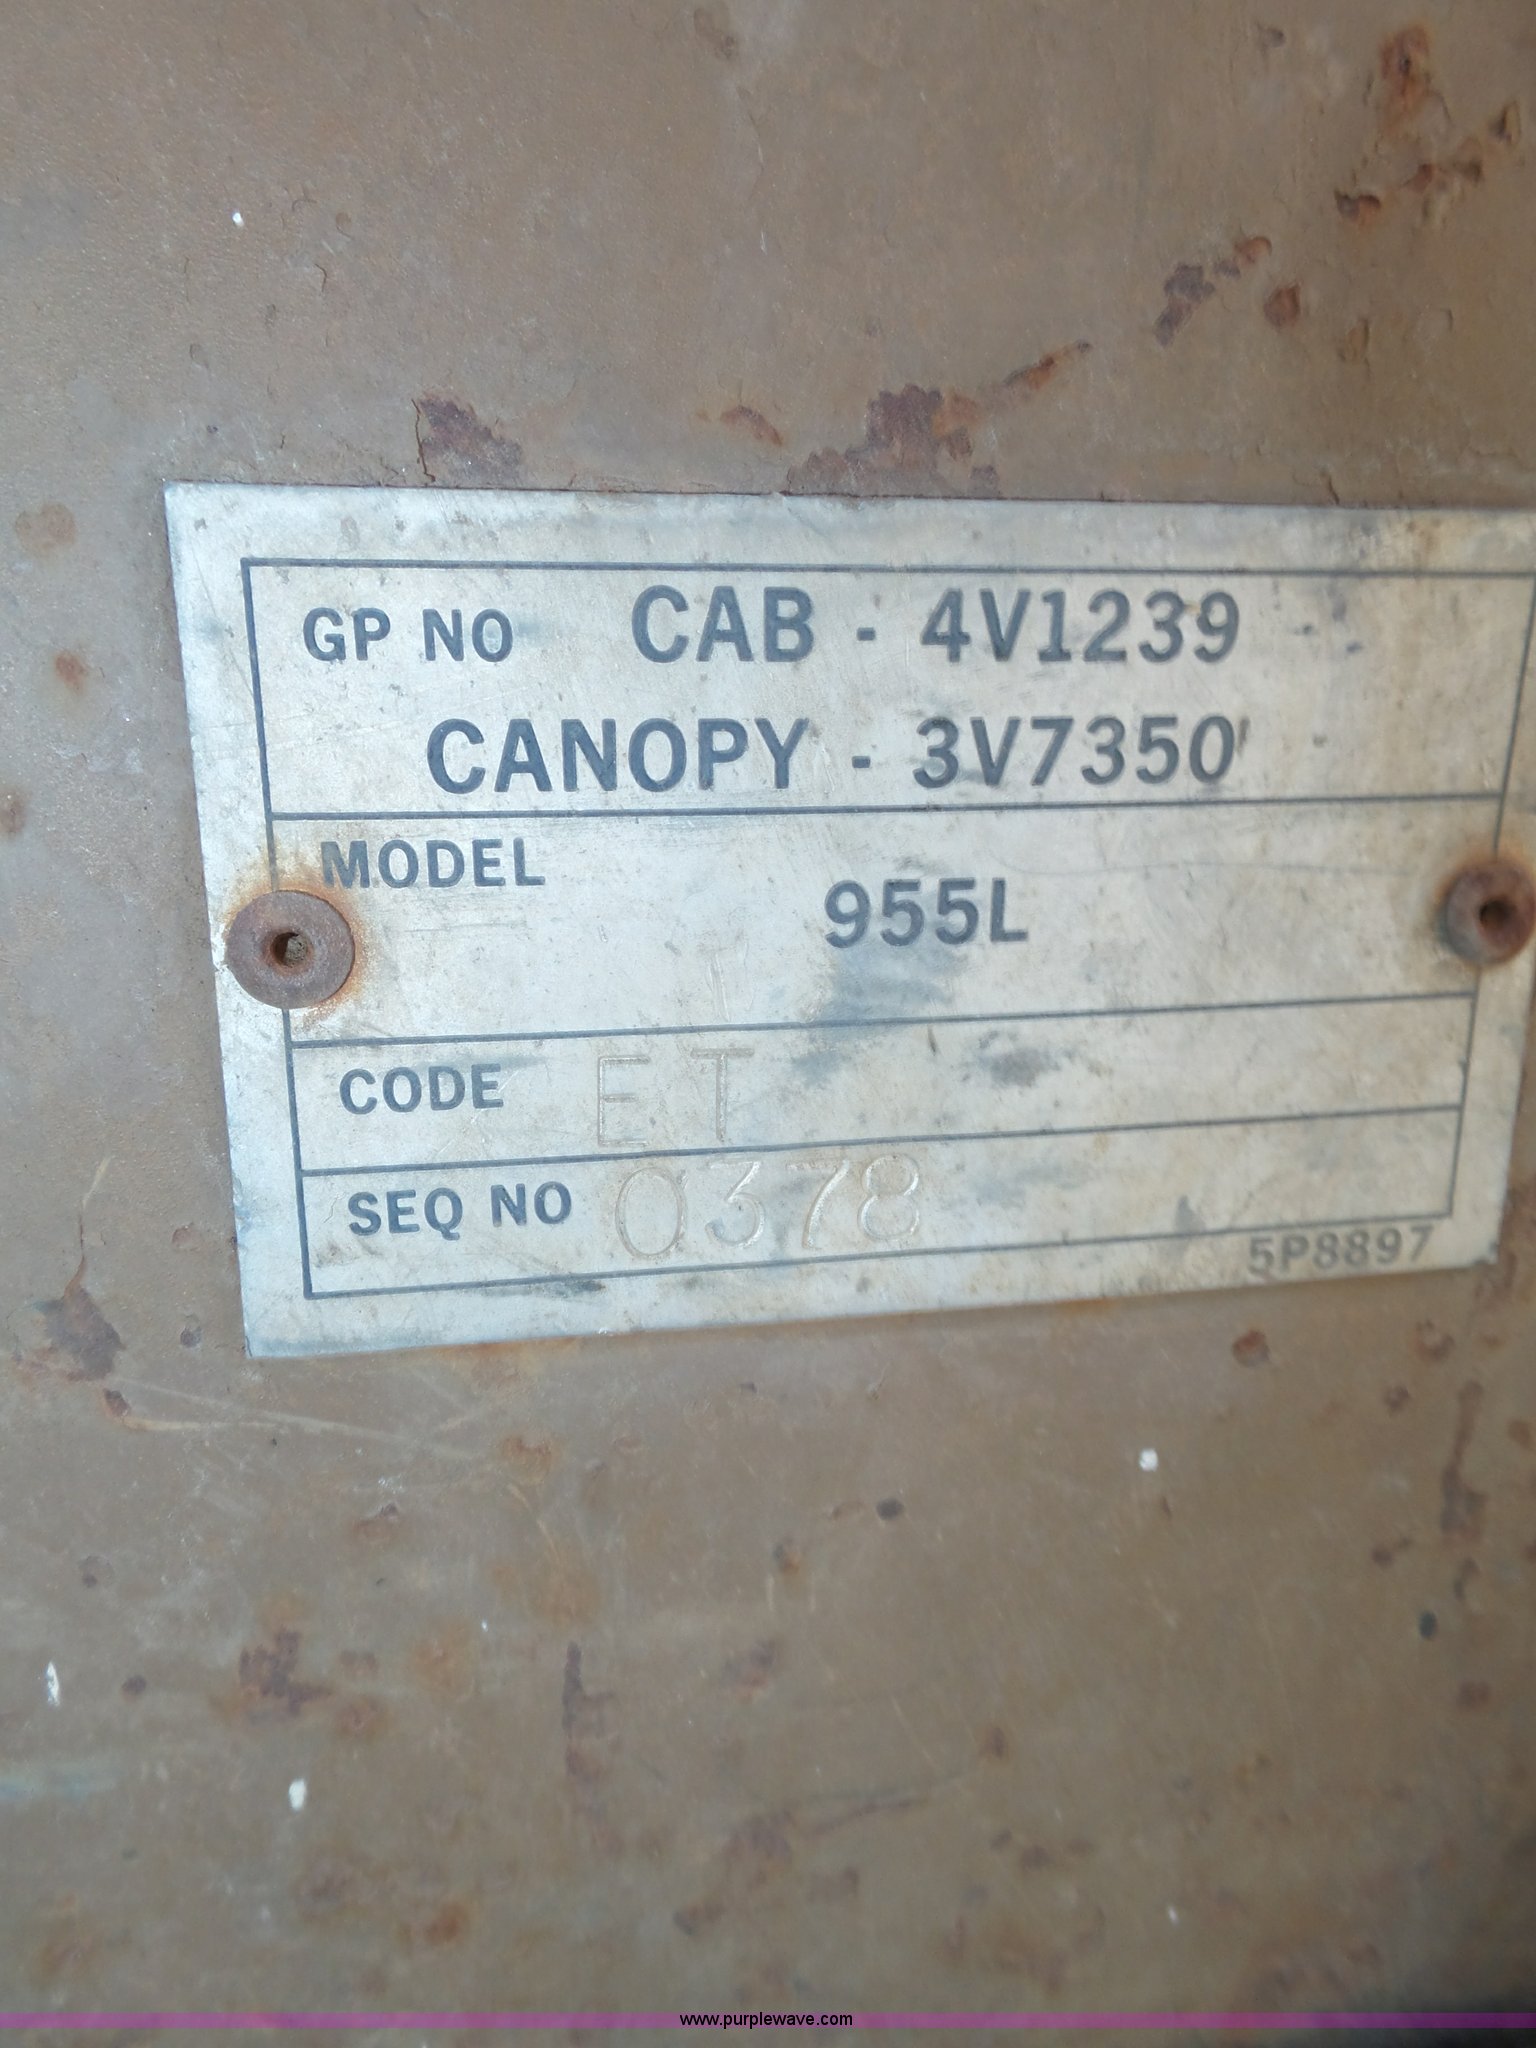 GP NO CAB - 4V1239
CANOPY - 3V7350
MODEL
955L
CODE ET
SEQ NO 0378
5P8897
www.purplewave.com